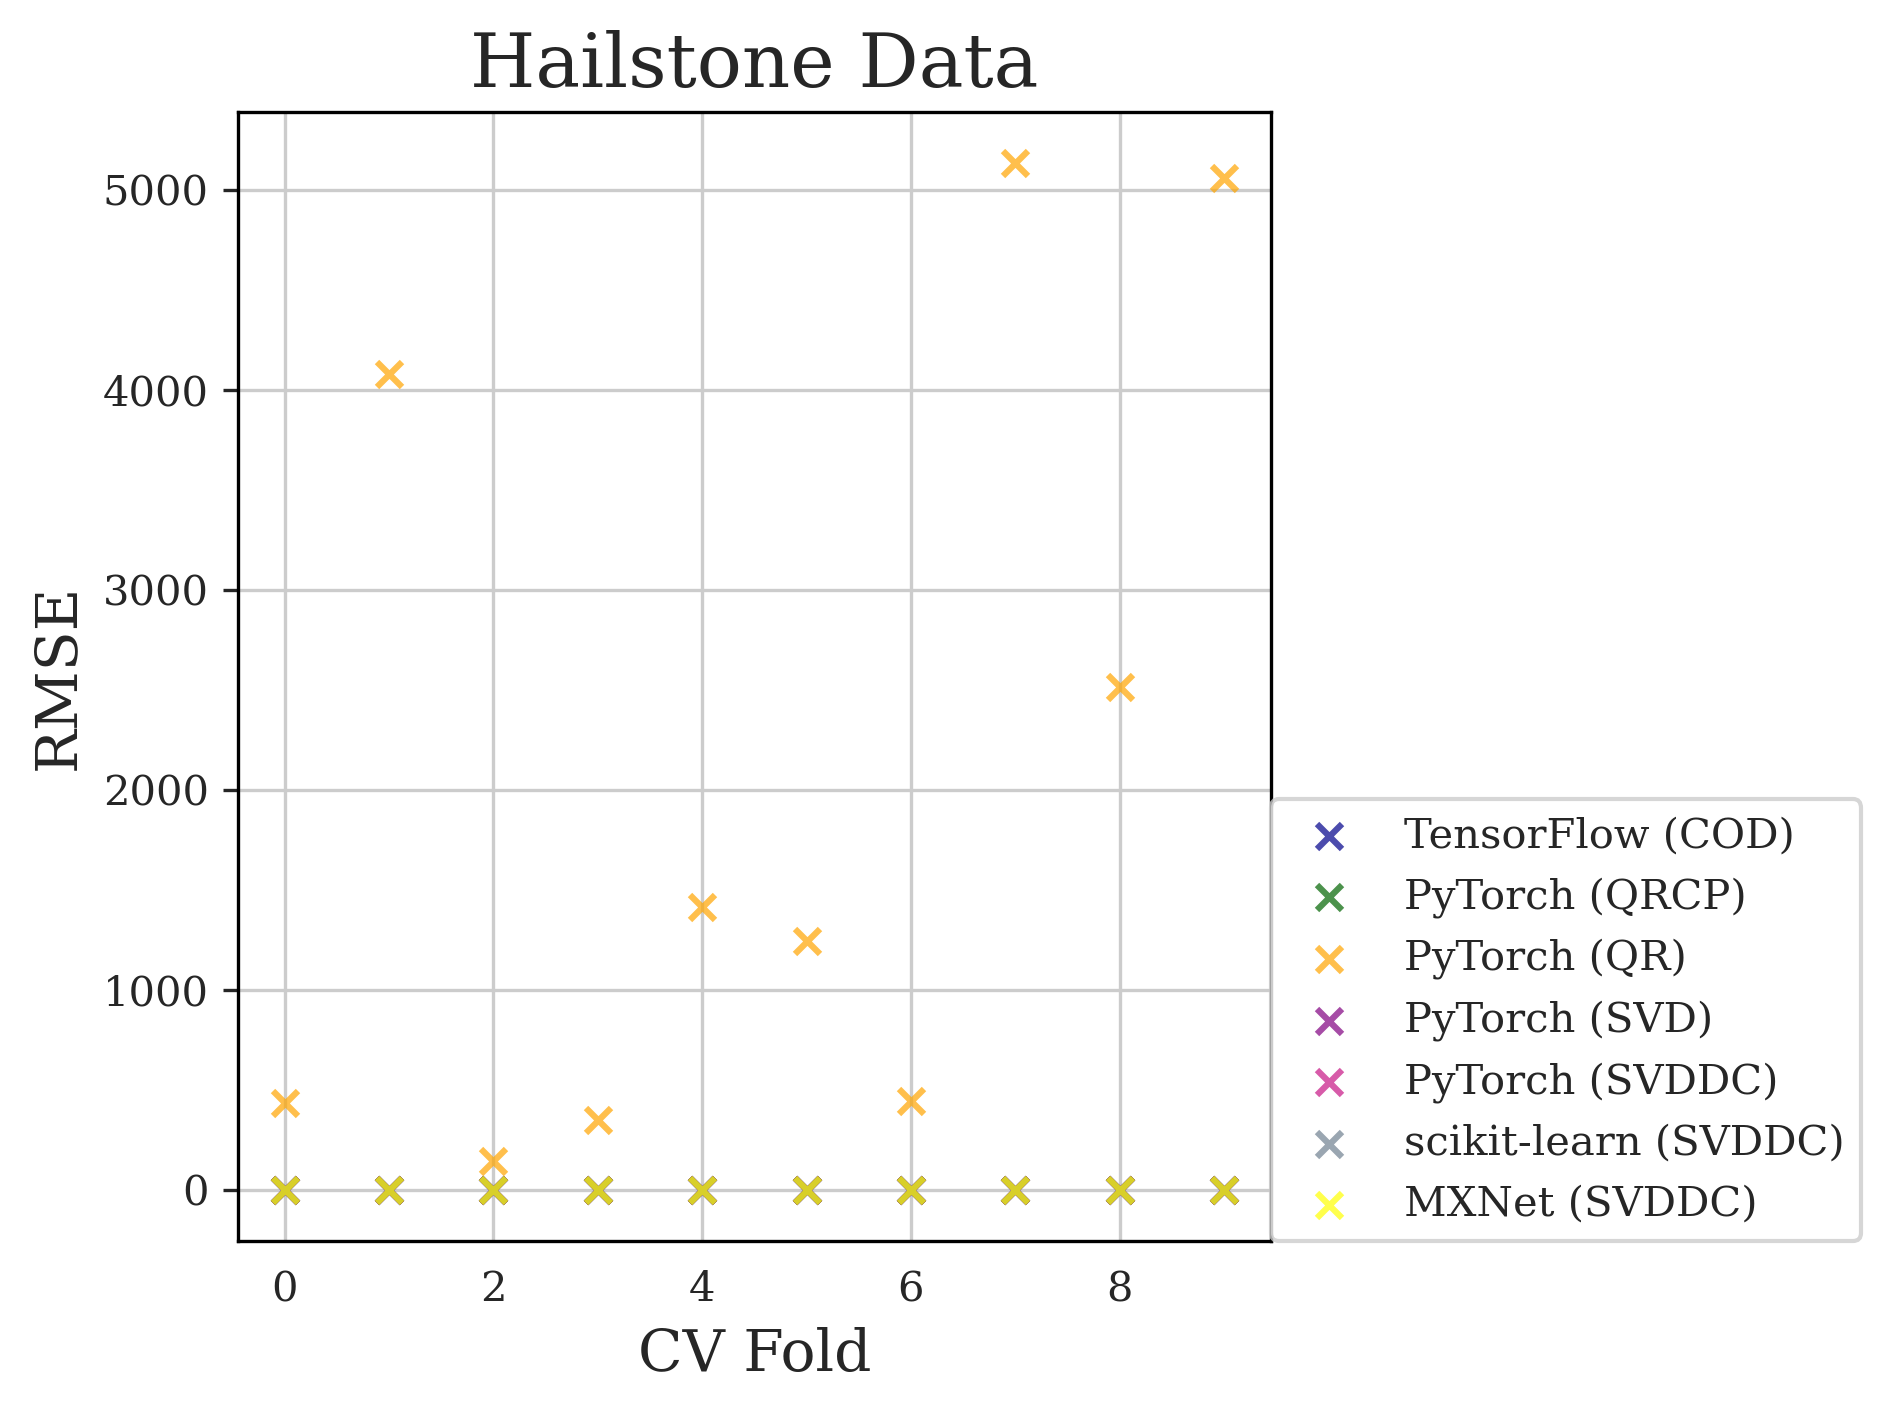 Hailstone Data
RMSE
5000
4000
3000
2000
1000
0
0 2 4 6 8
CV Fold
TensorFlow (COD)
PyTorch (QRCP)
PyTorch (QR)
PyTorch (SVD)
PyTorch (SVDDC)
scikit-learn (SVDDC)
MXNet (SVDDC)